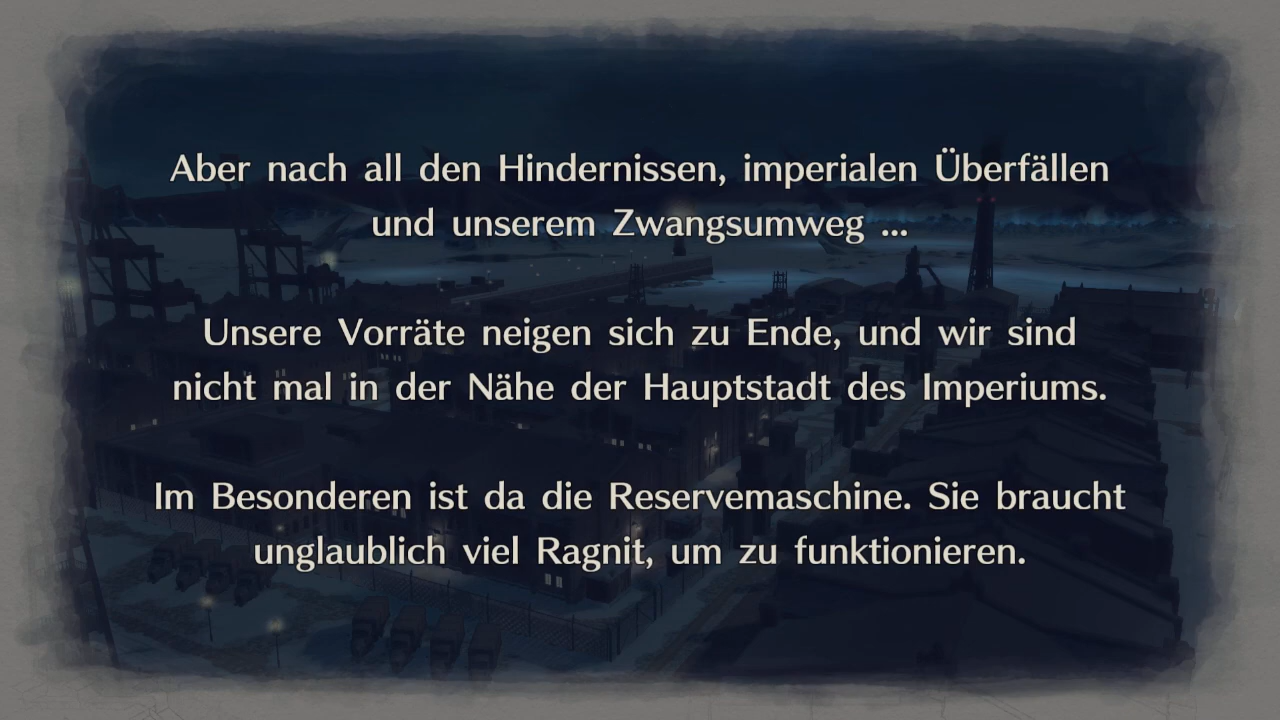 Aber nach all den Hindernissen, imperialen Überfällen
und unserem Zwangsumweg ...
Unsere Vorräte neigen sich zu Ende, und wir sind
nicht mal in der Nähe der Hauptstadt des Imperiums.
Im Besonderen ist da die Reservemaschine. Sie braucht
unglaublich viel Ragnit, um zu funktionieren.